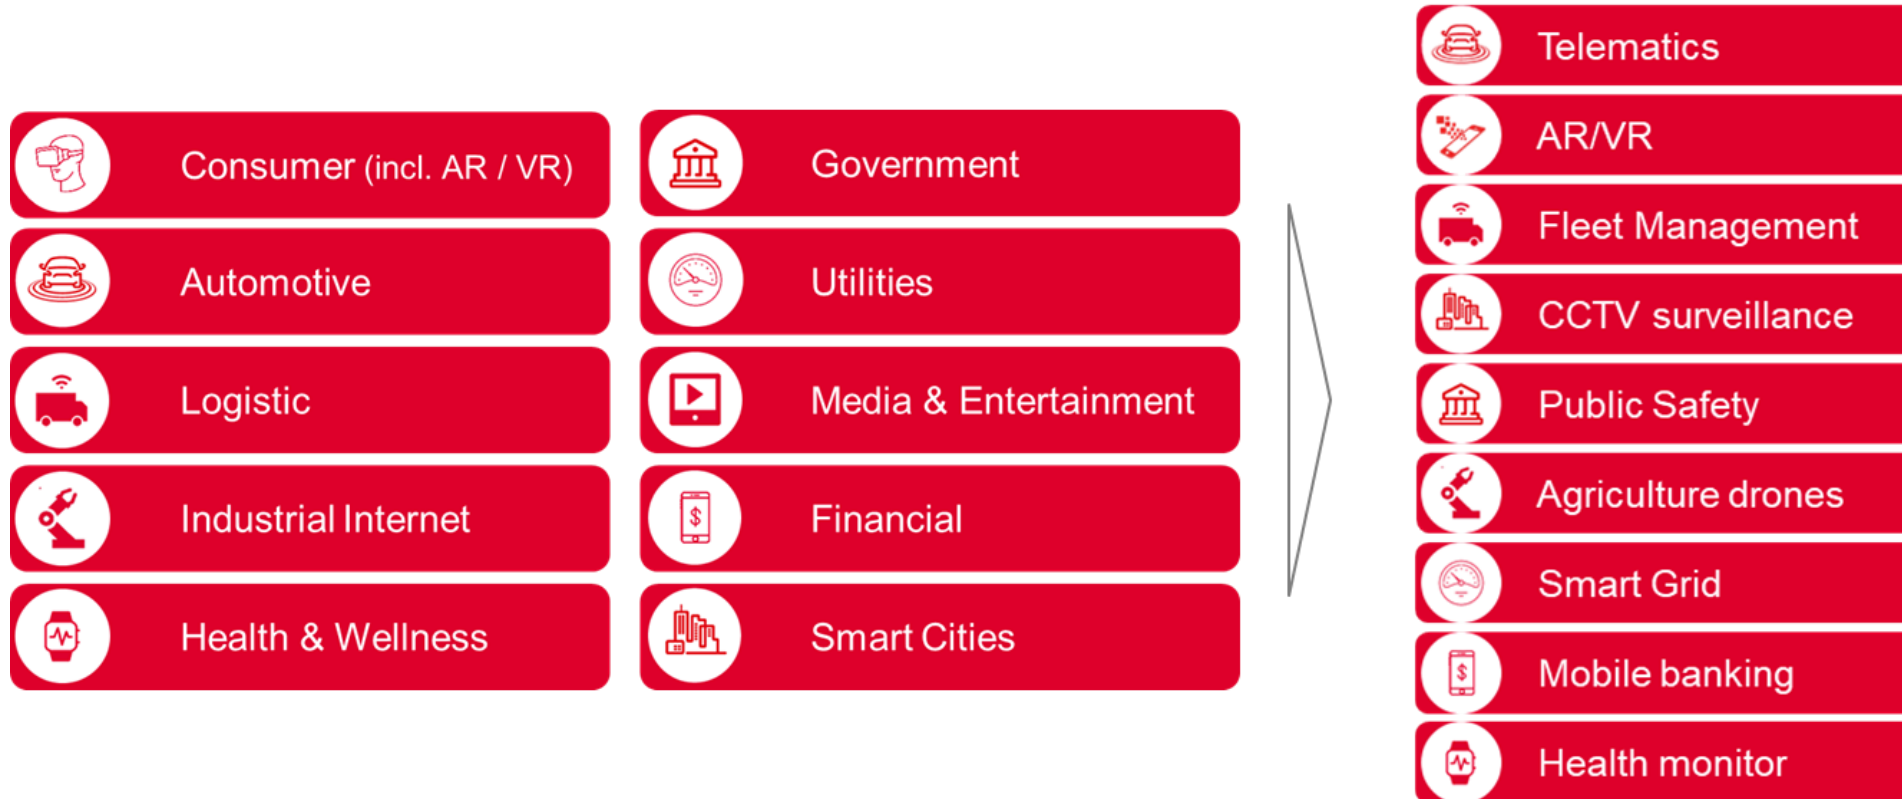 Consumer (incl. AR / VR)
Automotive
Logistic
Industrial Internet
Health & Wellness
Government
Utilities
Media & Entertainment
Financial
Smart Cities
Telematics
AR/VR
Fleet Management
CCTV surveillance
Public Safety
Agriculture drones
Smart Grid
Mobile banking
Health monitor